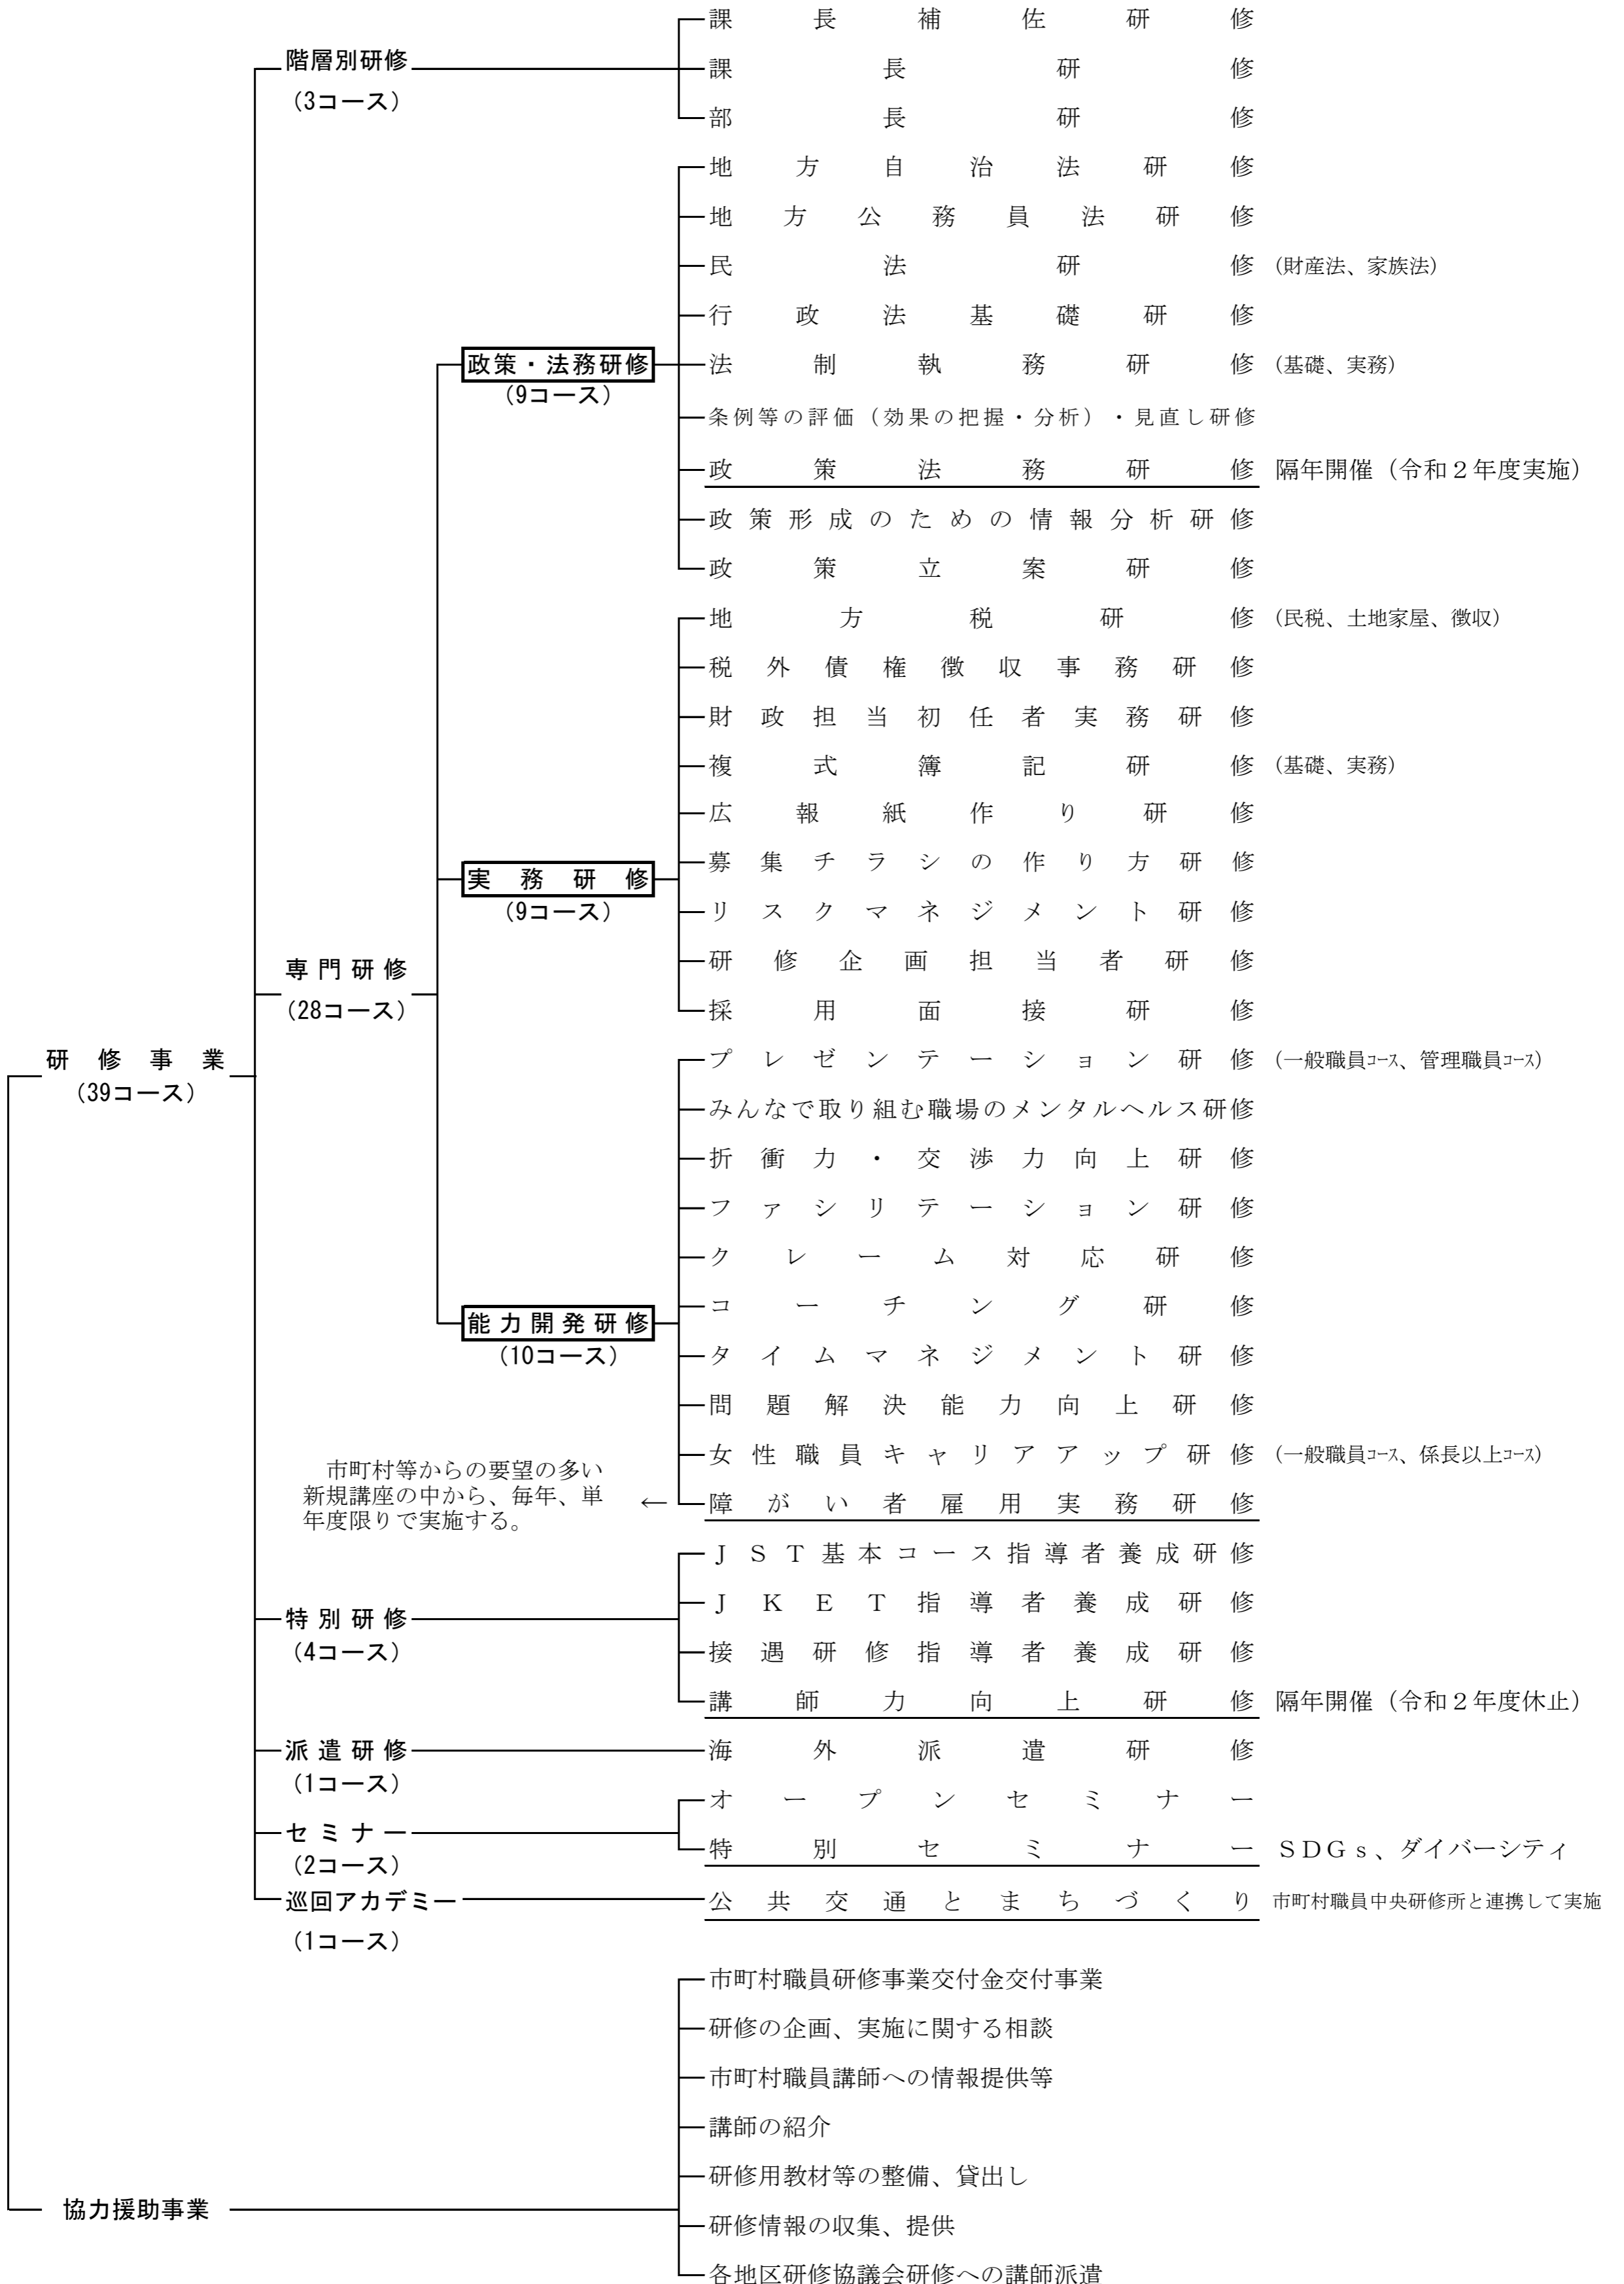 課長補佐研修
階層別研修
(3コース)
課長研修
部長研修
地方自治法研修
地方公務員法研修
民法研修 (財産法、家族法)
行政法基礎研修
政策・法務研修
(9コース)
法制執務研修 (基礎、実務)
条例等の評価（効果の把握・分析）・見直し研修
政策法務研修 隔年開催（令和２年度実施）
政策形成のための情報分析研修
政策立案研修
地方税研修 (民税、土地家屋、徴収)
税外債権徴収事務研修
財政担当初任者実務研修
複式簿記研修 (基礎、実務)
広報紙作り研修
募集チラシの作り方研修
実務研修
(9コース)
リスクマネジメント研修
専門研修
(28コース)
研修企画担当者研修
採用面接研修
研修事業
(39コース)
プレゼンテーション研修 (一般職員コース、管理職員コース)
みんなで取り組む職場のメンタルヘルス研修
折衝力・交渉力向上研修
ファシリテーション研修
クレーム対応研修
コーチング研修
能力開発研修
(10コース)
タイムマネジメント研修
問題解決能力向上研修
女性職員キャリアアップ研修 (一般職員コース、係長以上コース)
市町村等からの要望の多い
新規講座の中から、毎年、単
年度限りで実施する。
← 障がい者雇用実務研修
ＪＳＴ基本コース指導者養成研修
ＪＫＥＴ指導者養成研修
特別研修
(4コース)
接遇研修指導者養成研修
講師力向上研修 隔年開催（令和２年度休止）
派遣研修
(1コース)
海外派遣研修
オープンセミナー
セミナー
(2コース)
特別セミナー ＳＤＧｓ、ダイバーシティ
巡回アカデミー
(1コース)
公共交通とまちづくり 市町村職員中央研修所と連携して実施
市町村職員研修事業交付金交付事業
研修の企画、実施に関する相談
市町村職員講師への情報提供等
講師の紹介
研修用教材等の整備、貸出し
協力援助事業
研修情報の収集、提供
各地区研修協議会研修への講師派遣